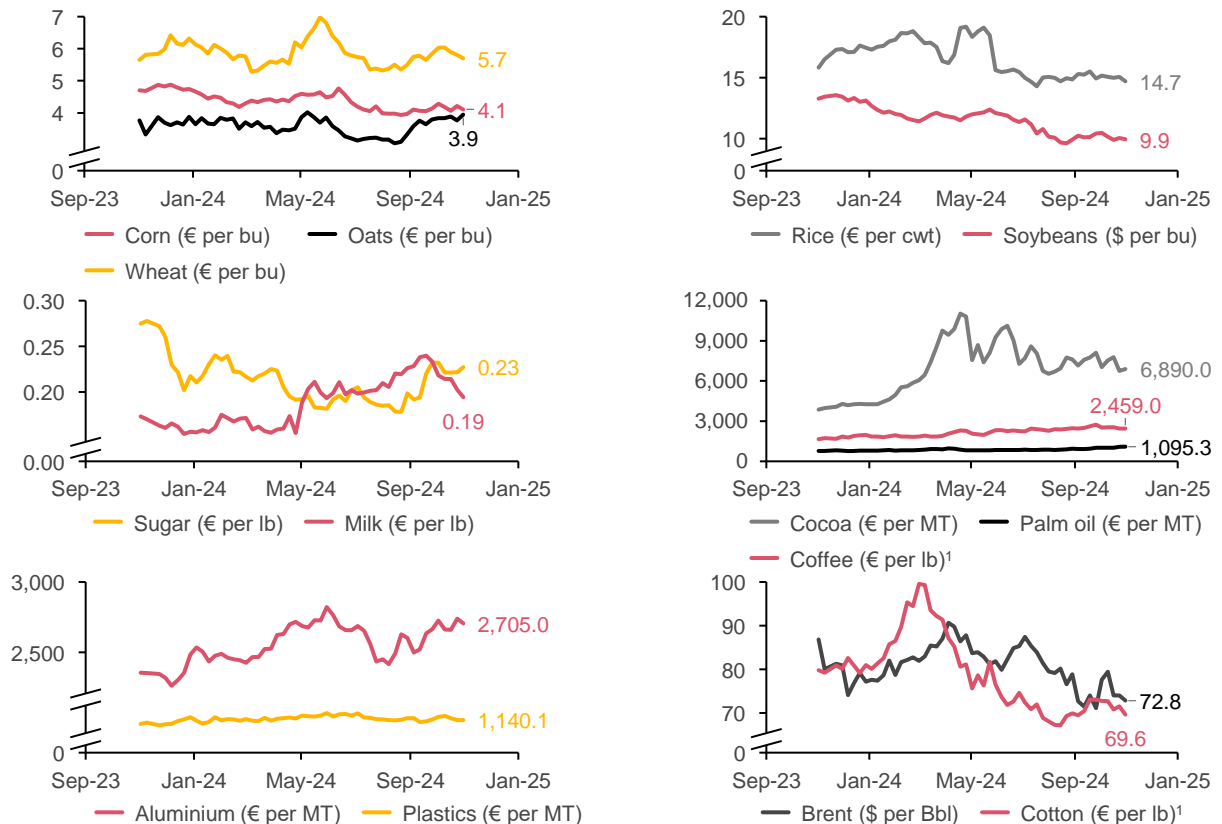 7
6
5
4
0
5.7
4.1
3.9
Sep-23 Jan-24 May-24 Sep-24 Jan-25
Corn (€ per bu) Oats (€ per bu)
Wheat (€ per bu)
20
15
10
0
14.7
9.9
Sep-23 Jan-24 May-24 Sep-24 Jan-25
Rice (€ per cwt) Soybeans ($ per bu)
0.30
0.25
0.20
0.00
0.23
0.19
Sep-23 Jan-24 May-24 Sep-24 Jan-25
Sugar (€ per lb) Milk (€ per lb)
12,000
9,000
6,000
3,000
0
6,890.0
2,459.0
1,095.3
Sep-23 Jan-24 May-24 Sep-24 Jan-25
Cocoa (€ per MT) Palm oil (€ per MT)
Coffee (€ per lb)¹
3,000
2,500
0
2,705.0
1,140.1
Sep-23 Jan-24 May-24 Sep-24 Jan-25
Aluminium (€ per MT) Plastics (€ per MT)
100
90
80
70
0
72.8
69.6
Sep-23 Jan-24 May-24 Sep-24 Jan-25
Brent ($ per Bbl) Cotton (€ per lb)¹